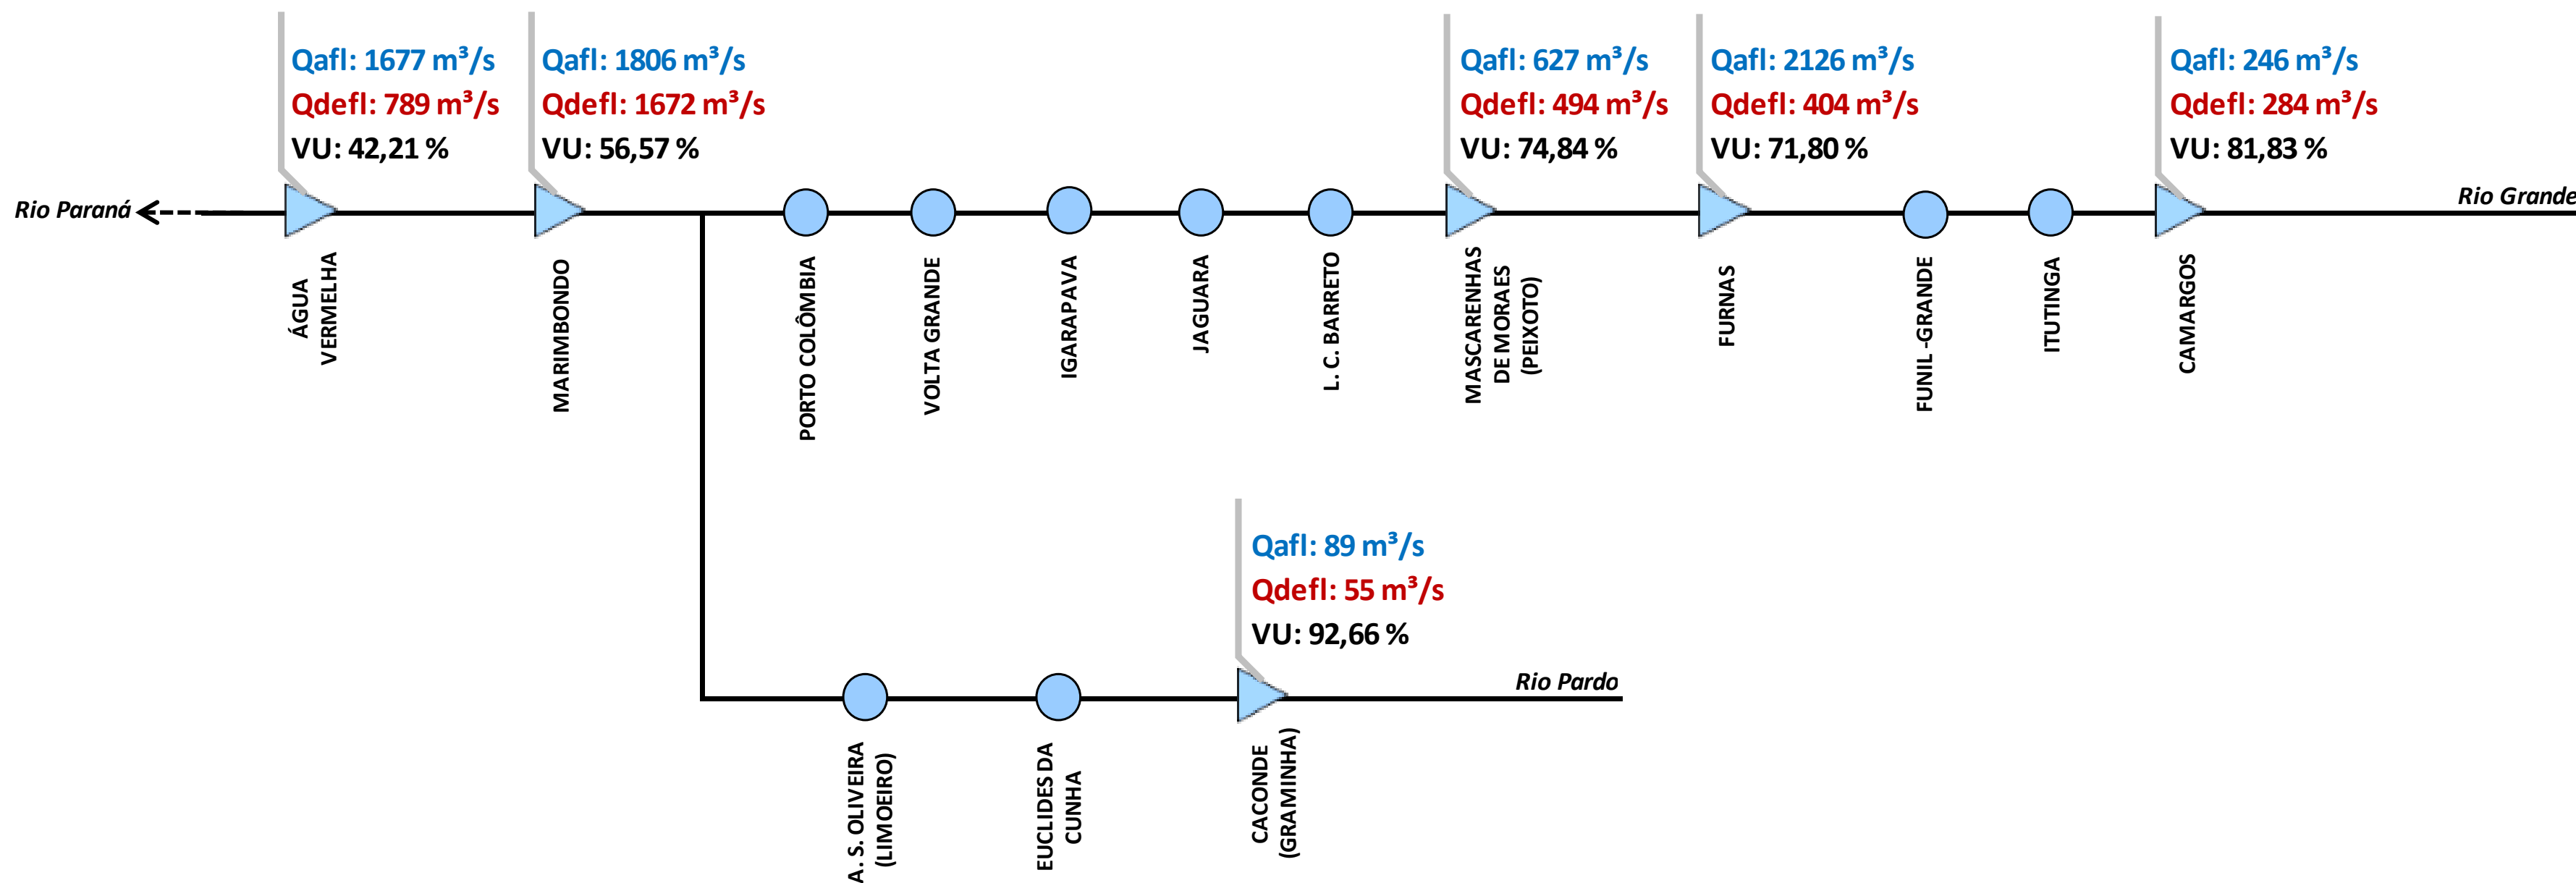 Qafl: 1677 m³/s
Qdefl: 789 m³/s
VU: 42,21 %
Qafl: 1806 m³/s
Qdefl: 1672 m³/s
VU: 56,57 %
Qafl: 627 m³/s
Qdefl: 494 m³/s
VU: 74,84 %
Qafl: 2126 m³/s
Qdefl: 404 m³/s
VU: 71,80 %
Qafl: 246 m³/s
Qdefl: 284 m³/s
VU: 81,83 %
Rio Paraná
Rio Grande
ÁGUA
VERMELHA
MARIMBONDO
PORTO COLÔMBIA
VOLTA GRANDE
IGARAPAVA
JAGUARA
L. C. BARRETO
MASCARENHAS
DE MORAES
(PEIXOTO)
FURNAS
FUNIL -GRANDE
ITUTINGA
CAMARGOS
Qafl: 89 m³/s
Qdefl: 55 m³/s
VU: 92,66 %
Rio Pardo
A. S. OLIVEIRA
(LIMOEIRO)
EUCLIDES DA
CUNHA
CACONDE
(GRAMINHA)